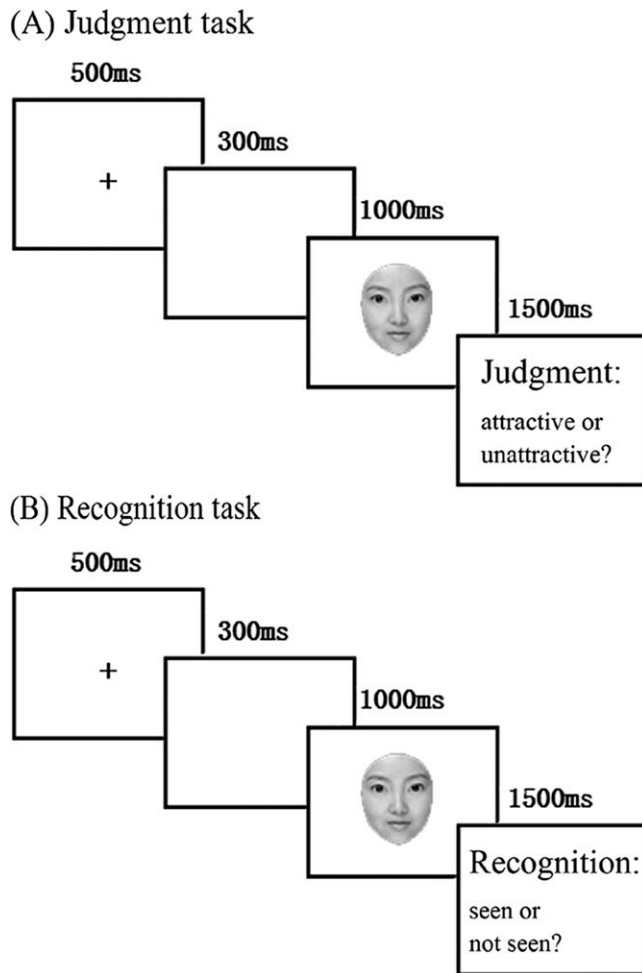 (A) Judgment task
500ms
+
300ms
1000ms
1500ms
Judgment:
attractive or
unattractive?
(B) Recognition task
500ms
+
300ms
1000ms
1500ms
Recognition:
seen or
not seen?